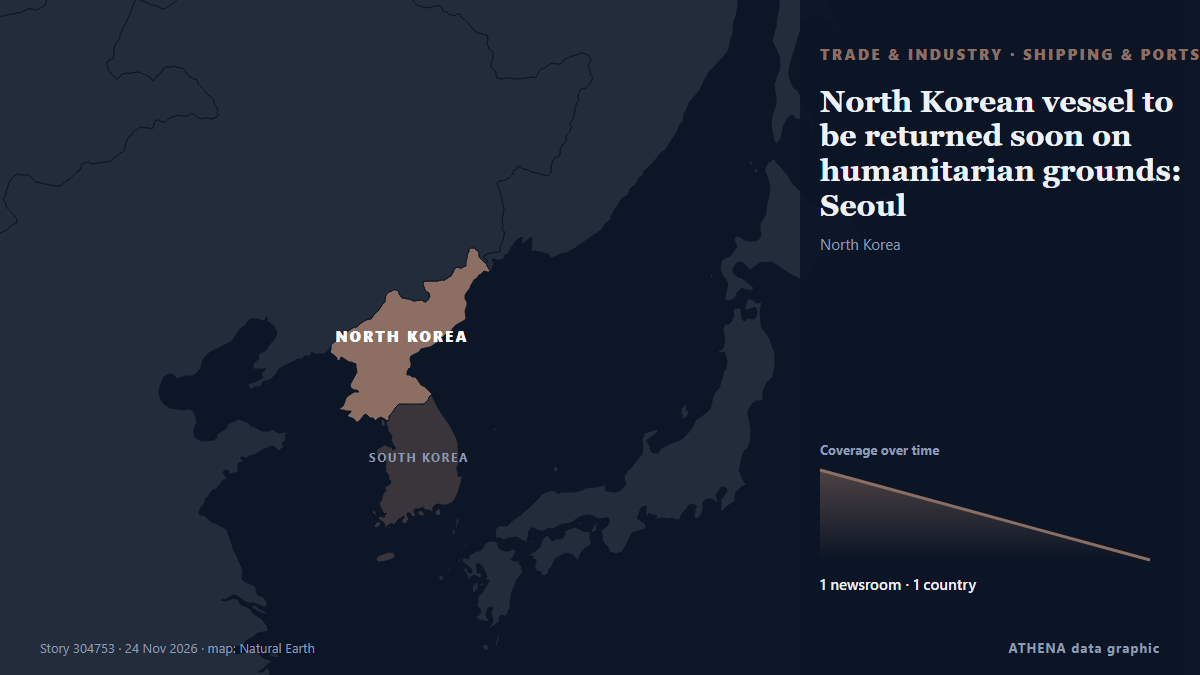 TRADE & INDUSTRY · SHIPPING & PORTS
North Korean vessel to
be returned soon on
humanitarian grounds:
Seoul
North Korea
NORTH KOREA
SOUTH KOREA
Coverage over time
1 newsroom · 1 country
Story 304753 · 24 Nov 2026 · map: Natural Earth
ATHENA data graphic